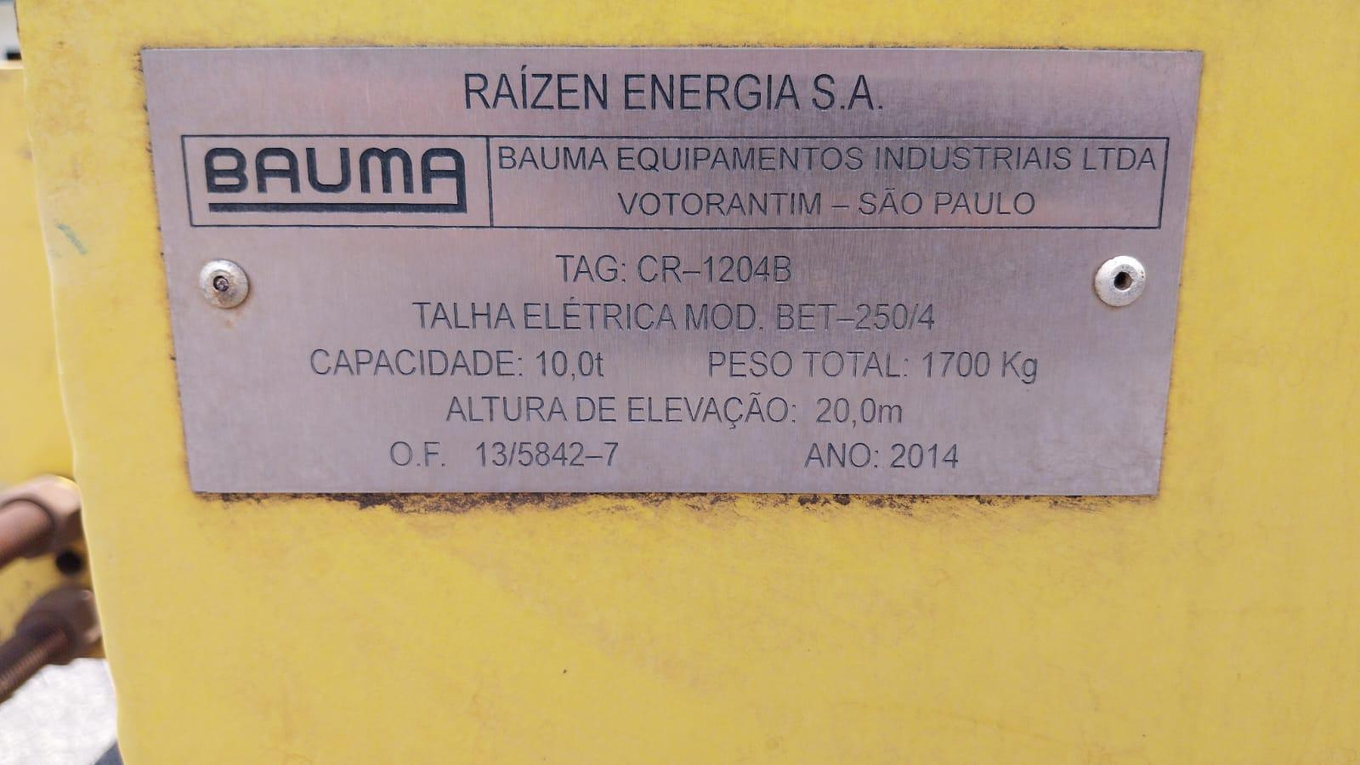 RAÍZEN ENERGIA S.A.
BAUMA
BAUMA EQUIPAMENTOS INDUSTRIAIS LTDA
VOTORANTIM – SÃO PAULO
TAG: CR–1204B
TALHA ELÉTRICA MOD. BET–250/4
CAPACIDADE: 10,0t PESO TOTAL: 1700 Kg
ALTURA DE ELEVAÇÃO: 20,0m
O.F. 13/5842–7 ANO: 2014